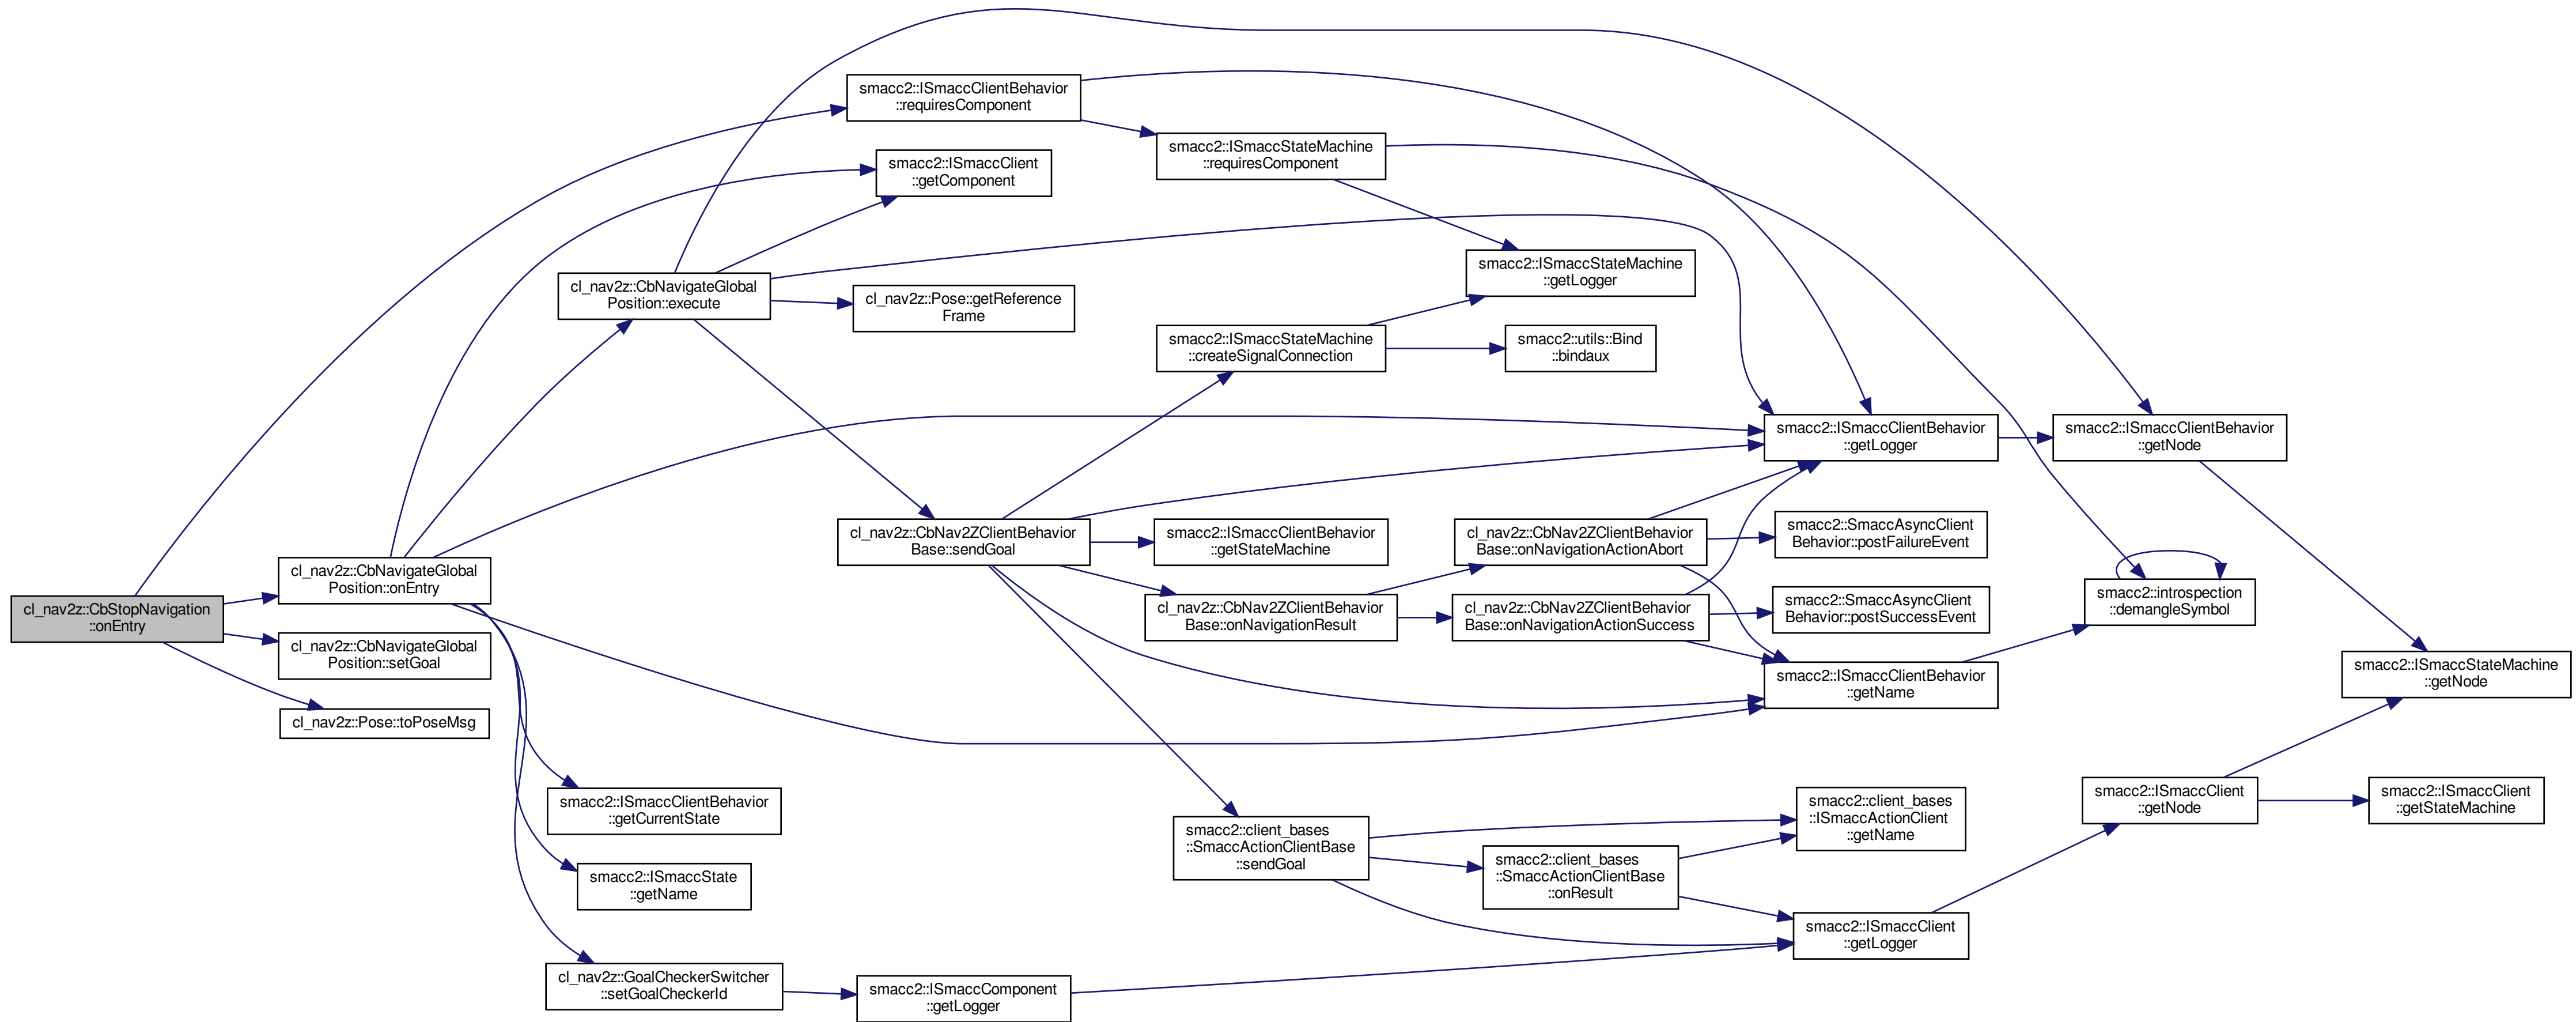 cl_nav2z::CbStopNavigation
::onEntry
cl_nav2z::CbNavigateGlobal
Position::onEntry
cl_nav2z::CbNavigateGlobal
Position::setGoal
cl_nav2z::Pose::toPoseMsg
smacc2::ISmaccClientBehavior
::requiresComponent
smacc2::ISmaccClient
::getComponent
cl_nav2z::CbNavigateGlobal
Position::execute
cl_nav2z::Pose::getReference
Frame
smacc2::ISmaccStateMachine
::requiresComponent
smacc2::ISmaccStateMachine
::getLogger
smacc2::ISmaccStateMachine
::createSignalConnection
smacc2::utils::Bind
::bindaux
smacc2::ISmaccClientBehavior
::getLogger
smacc2::ISmaccClientBehavior
::getNode
cl_nav2z::CbNav2ZClientBehavior
Base::sendGoal
smacc2::ISmaccClientBehavior
::getStateMachine
cl_nav2z::CbNav2ZClientBehavior
Base::onNavigationResult
cl_nav2z::CbNav2ZClientBehavior
Base::onNavigationActionAbort
cl_nav2z::CbNav2ZClientBehavior
Base::onNavigationActionSuccess
smacc2::SmaccAsyncClient
Behavior::postFailureEvent
smacc2::SmaccAsyncClient
Behavior::postSuccessEvent
smacc2::ISmaccClientBehavior
::getName
smacc2::introspection
::demangleSymbol
smacc2::ISmaccStateMachine
::getNode
smacc2::ISmaccClientBehavior
::getCurrentState
smacc2::ISmaccState
::getName
cl_nav2z::GoalCheckerSwitcher
::setGoalCheckerId
smacc2::ISmaccComponent
::getLogger
smacc2::client_bases
::SmaccActionClientBase
::sendGoal
smacc2::client_bases
::SmaccActionClientBase
::onResult
smacc2::client_bases
::ISmaccActionClient
::getName
smacc2::ISmaccClient
::getLogger
smacc2::ISmaccClient
::getNode
smacc2::ISmaccClient
::getStateMachine